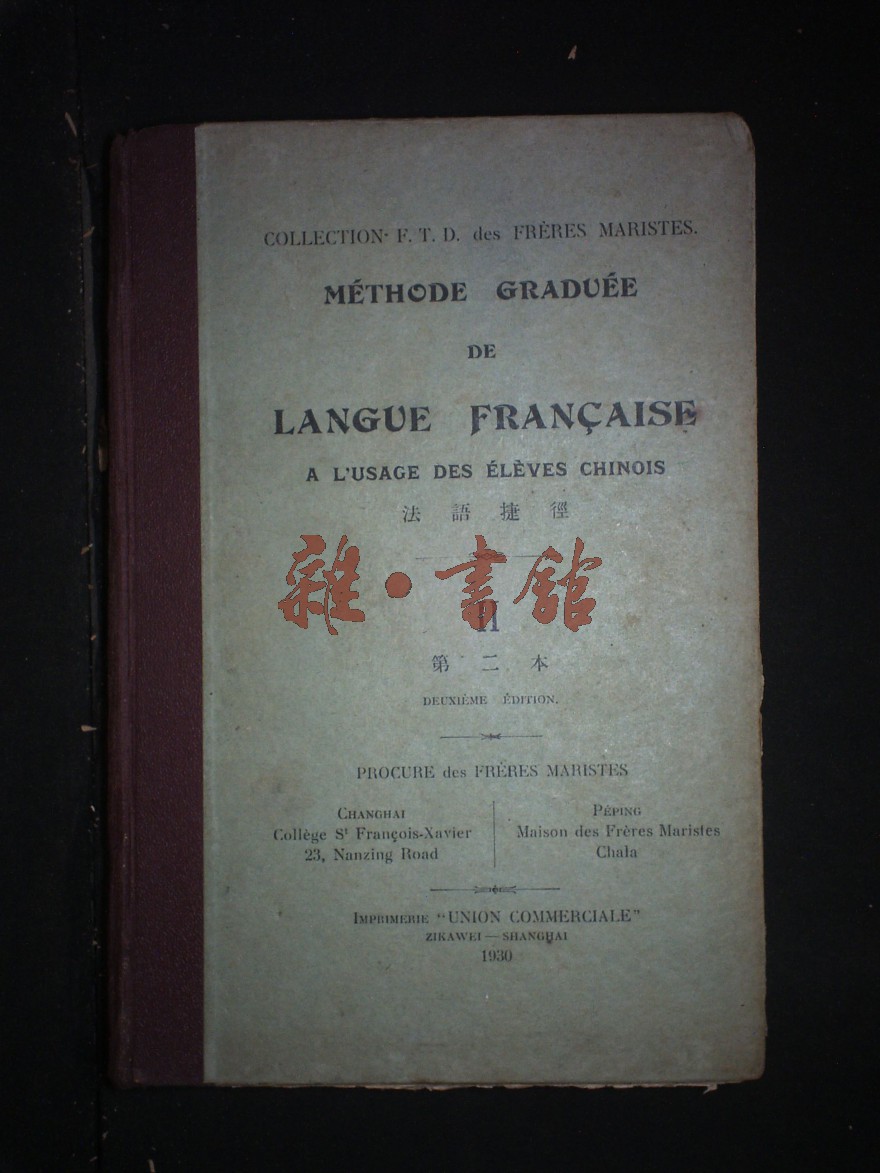 COLLECTION F. T. D. des FRÈRES MARISTES.
MÉTHODE GRADUÉE
DE
LANGUE FRANÇAISE
A L'USAGE DES ÉLÈVES CHINOIS
法 語 捷 徑
雜·書館
II
第 二 本
DEUXIÈME ÉDITION.
PROCURE des FRÈRES MARISTES
CHANGHAI
Collège St François-Xavier
23, Nanzing Road
PÉPING
Maison des Frères Maristes
Chala
IMPRIMERIE "UNION COMMERCIALE"
ZIKAWEI — SHANGHAI
1930